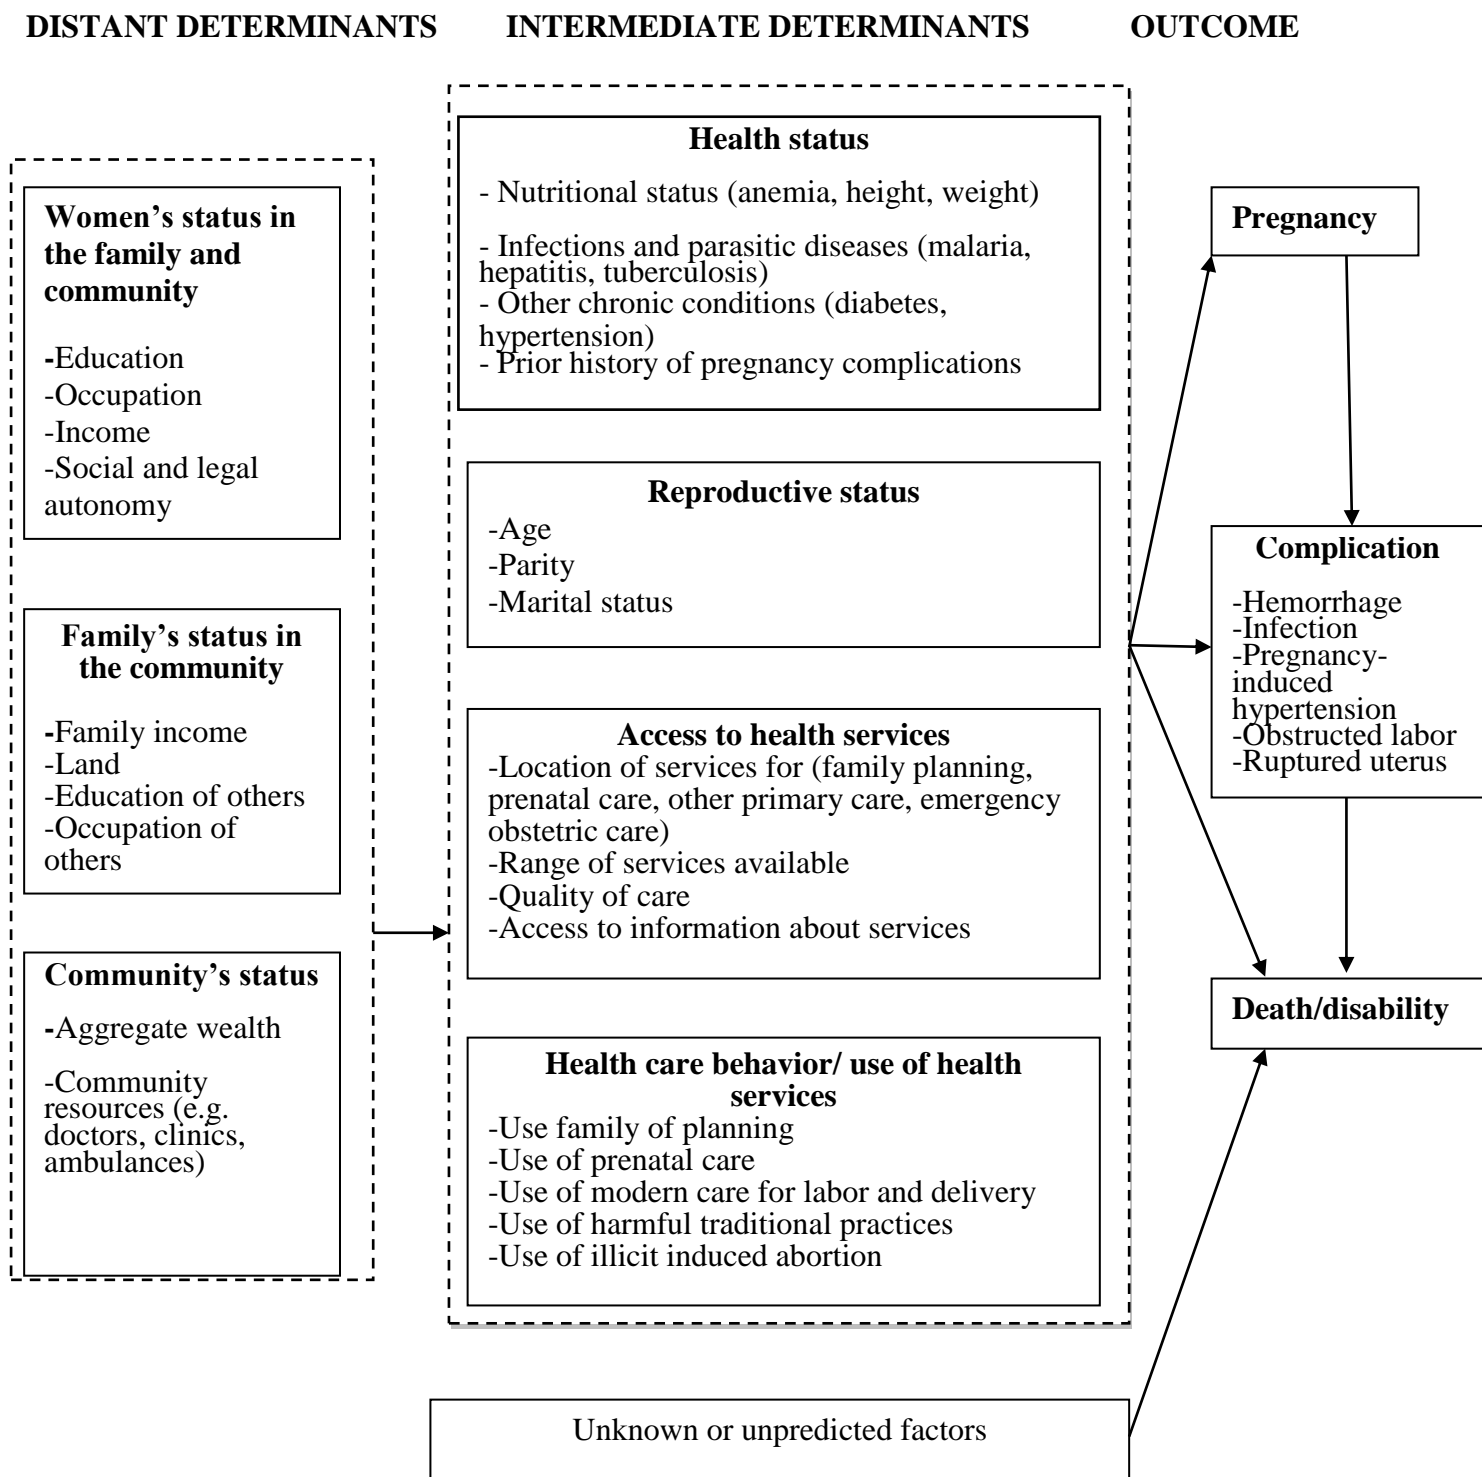 DISTANT DETERMINANTS
INTERMEDIATE DETERMINANTS
OUTCOME
Women’s status in
the family and
community
-Education
-Occupation
-Income
-Social and legal
autonomy
Family’s status in
the community
-Family income
-Land
-Education of others
-Occupation of
others
Community’s status
-Aggregate wealth
-Community
resources (e.g.
doctors, clinics,
ambulances)
Health status
- Nutritional status (anemia, height, weight)
- Infections and parasitic diseases (malaria,
hepatitis, tuberculosis)
- Other chronic conditions (diabetes,
hypertension)
- Prior history of pregnancy complications
Reproductive status
-Age
-Parity
-Marital status
Access to health services
-Location of services for (family planning,
prenatal care, other primary care, emergency
obstetric care)
-Range of services available
-Quality of care
-Access to information about services
Health care behavior/ use of health
services
-Use family of planning
-Use of prenatal care
-Use of modern care for labor and delivery
-Use of harmful traditional practices
-Use of illicit induced abortion
Unknown or unpredicted factors
Pregnancy
Complication
-Hemorrhage
-Infection
-Pregnancy-
induced
hypertension
-Obstructed labor
-Ruptured uterus
Death/disability